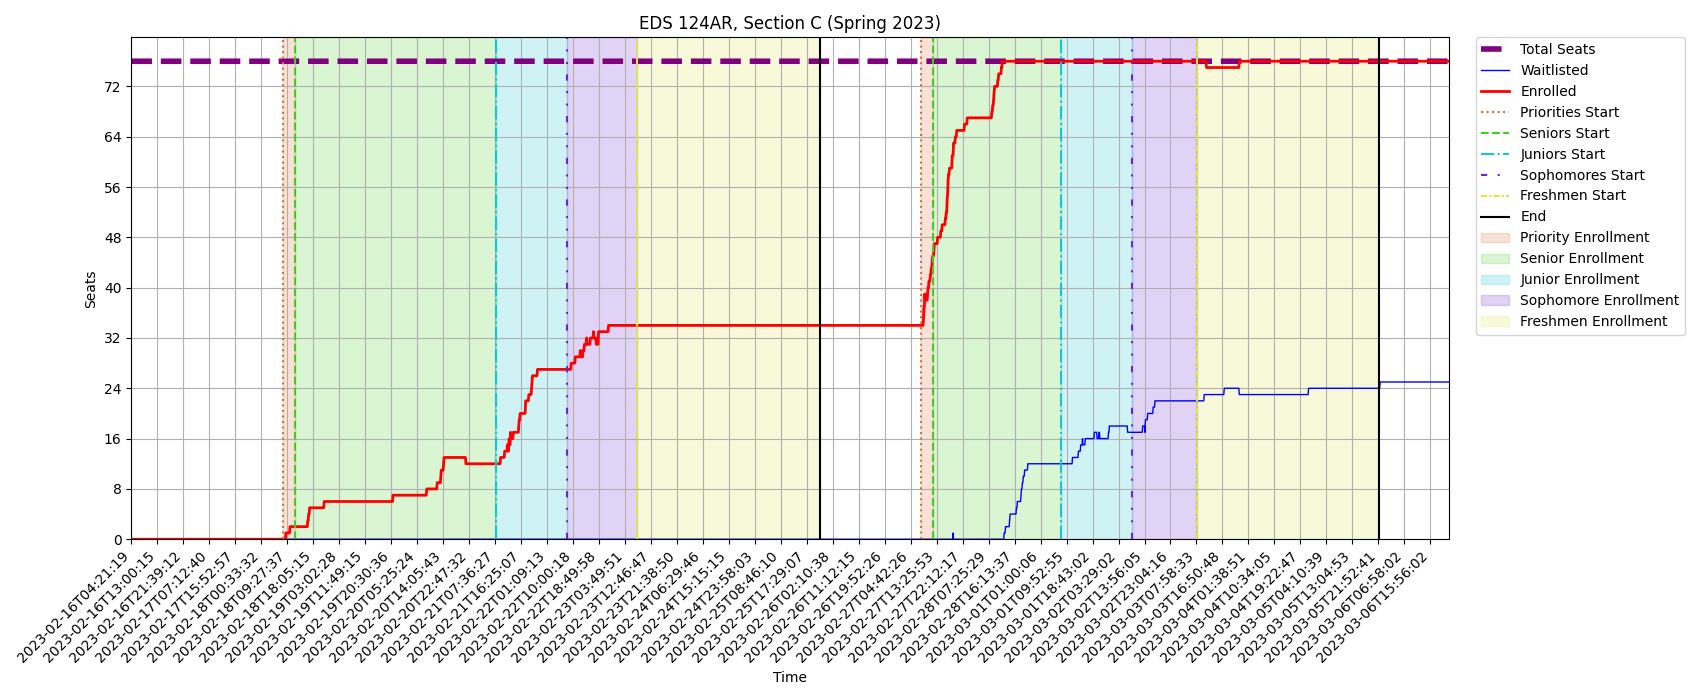 EDS 124AR, Section C (Spring 2023)
Total Seats
Waitlisted
Enrolled
Priorities Start
Seniors Start
Juniors Start
Sophomores Start
Freshmen Start
End
Priority Enrollment
Senior Enrollment
Junior Enrollment
Sophomore Enrollment
Freshmen Enrollment
Seats
72
64
56
48
40
32
24
16
8
0
2023-02-16T04:21:19
2023-02-16T13:00:15
2023-02-16T21:39:12
2023-02-17T07:12:40
2023-02-17T15:52:57
2023-02-18T00:33:32
2023-02-18T09:27:37
2023-02-18T18:05:15
2023-02-19T03:02:28
2023-02-19T11:49:15
2023-02-19T20:30:36
2023-02-20T05:25:24
2023-02-20T14:05:43
2023-02-20T22:47:32
2023-02-21T07:36:27
2023-02-21T16:25:07
2023-02-22T01:09:13
2023-02-22T10:00:18
2023-02-22T18:49:58
2023-02-23T03:49:51
2023-02-23T12:46:47
2023-02-23T21:38:50
2023-02-24T06:29:46
2023-02-24T15:15:15
2023-02-24T23:58:03
2023-02-25T08:46:10
2023-02-25T17:29:07
2023-02-26T02:10:38
2023-02-26T11:12:15
2023-02-26T19:52:26
2023-02-27T04:42:26
2023-02-27T13:25:53
2023-02-27T22:12:17
2023-02-28T07:25:29
2023-02-28T16:13:37
2023-03-01T01:00:06
2023-03-01T09:52:55
2023-03-01T18:43:02
2023-03-02T03:29:02
2023-03-02T13:56:05
2023-03-02T23:04:16
2023-03-03T07:58:33
2023-03-03T16:50:48
2023-03-04T01:38:51
2023-03-04T10:34:05
2023-03-04T19:22:47
2023-03-05T04:10:39
2023-03-05T13:04:53
2023-03-05T21:52:41
2023-03-06T06:58:02
2023-03-06T15:56:02
Time